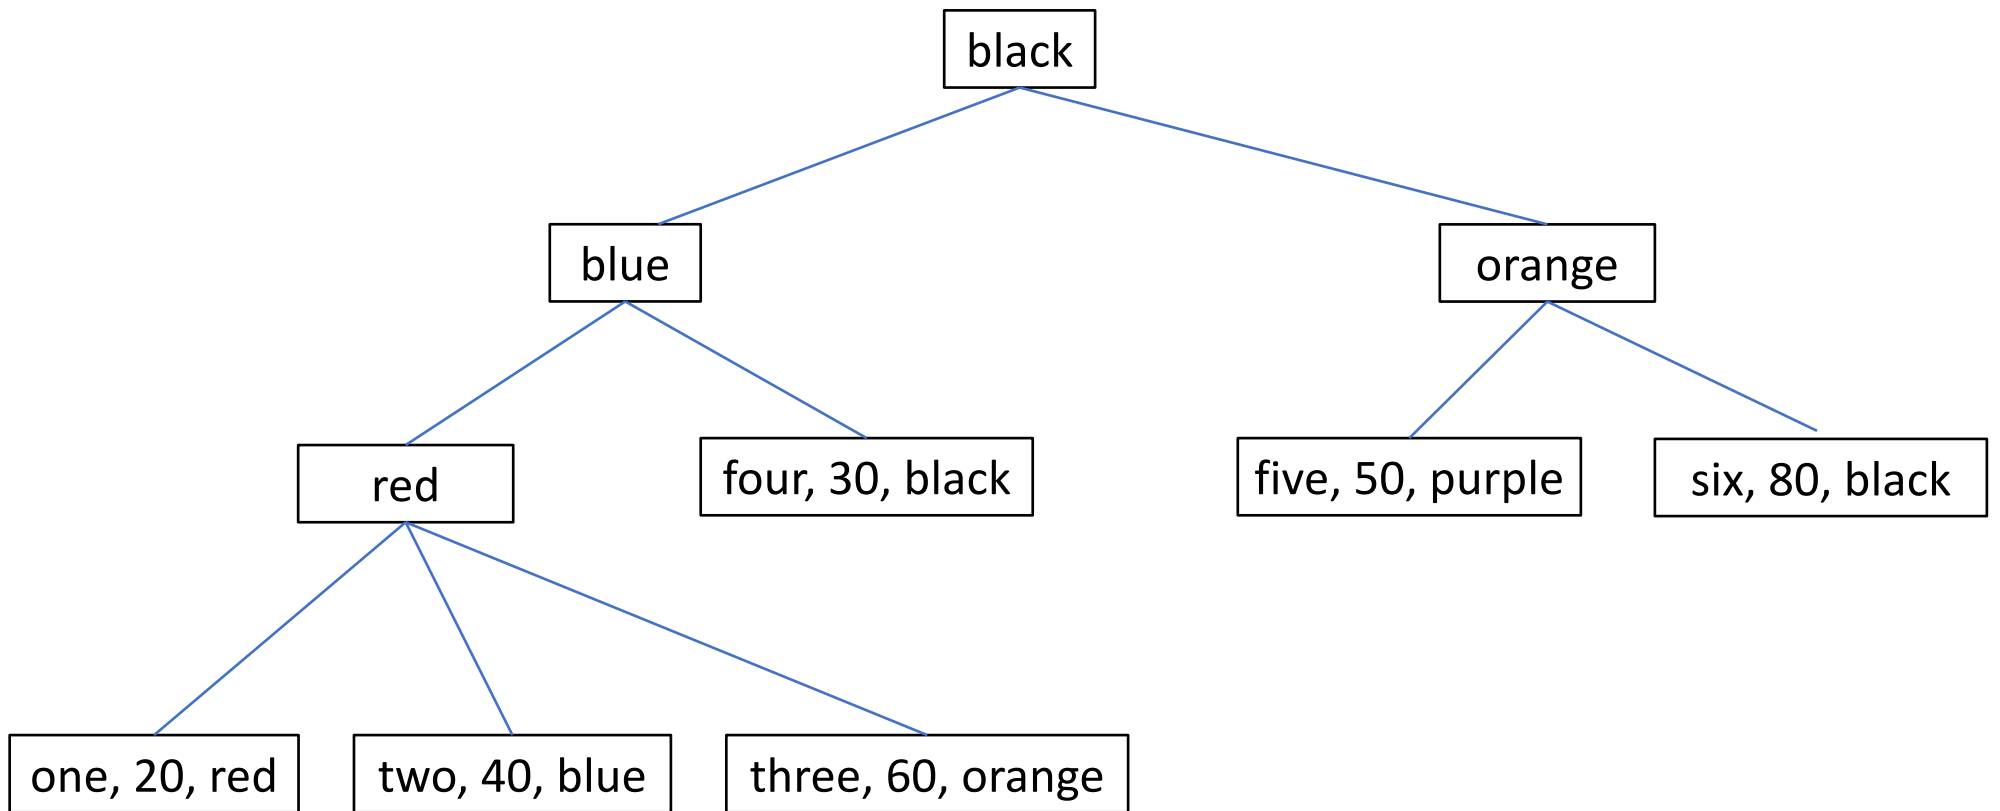 black
blue
orange
red
four, 30, black
five, 50, purple
six, 80, black
one, 20, red
two, 40, blue
three, 60, orange